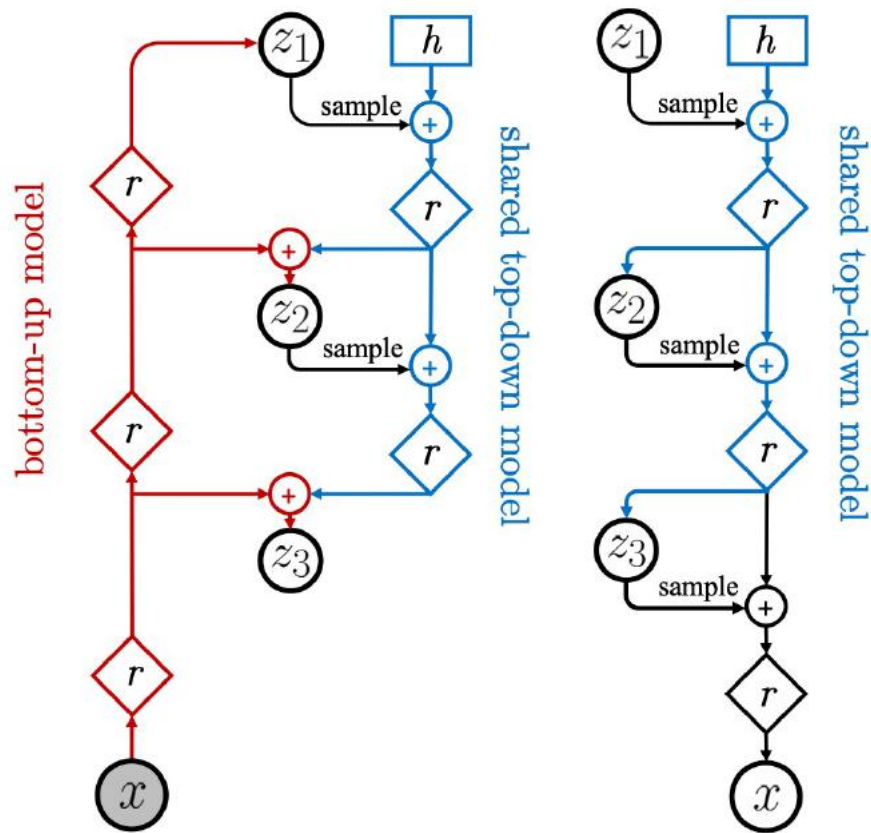 z₁
h
sample
+
r
r
+
z₂
sample
+
r
r
+
z₃
r
x
bottom-up model
shared top-down model
z₁
h
sample
+
r
z₂
sample
+
r
z₃
sample
+
r
x
shared top-down model